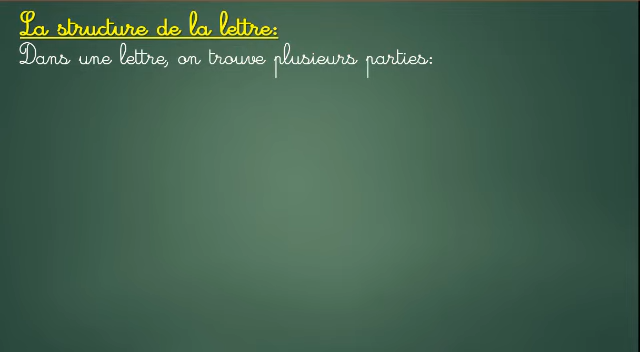 La structure de la lettre:
Dans une lettre, on trouve plusieurs parties: